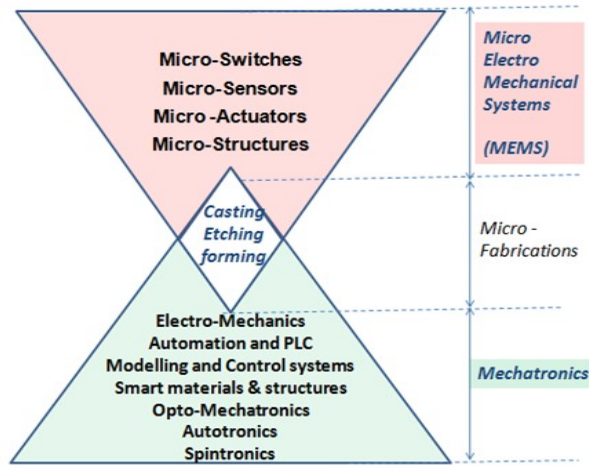 Micro-Switches
Micro-Sensors
Micro -Actuators
Micro-Structures
Micro
Electro
Mechanical
Systems
(MEMS)
Casting
Etching
forming
Micro -
Fabrications
Electro-Mechanics
Automation and PLC
Modelling and Control systems
Smart materials & structures
Opto-Mechatronics
Autotronics
Spintronics
Mechatronics